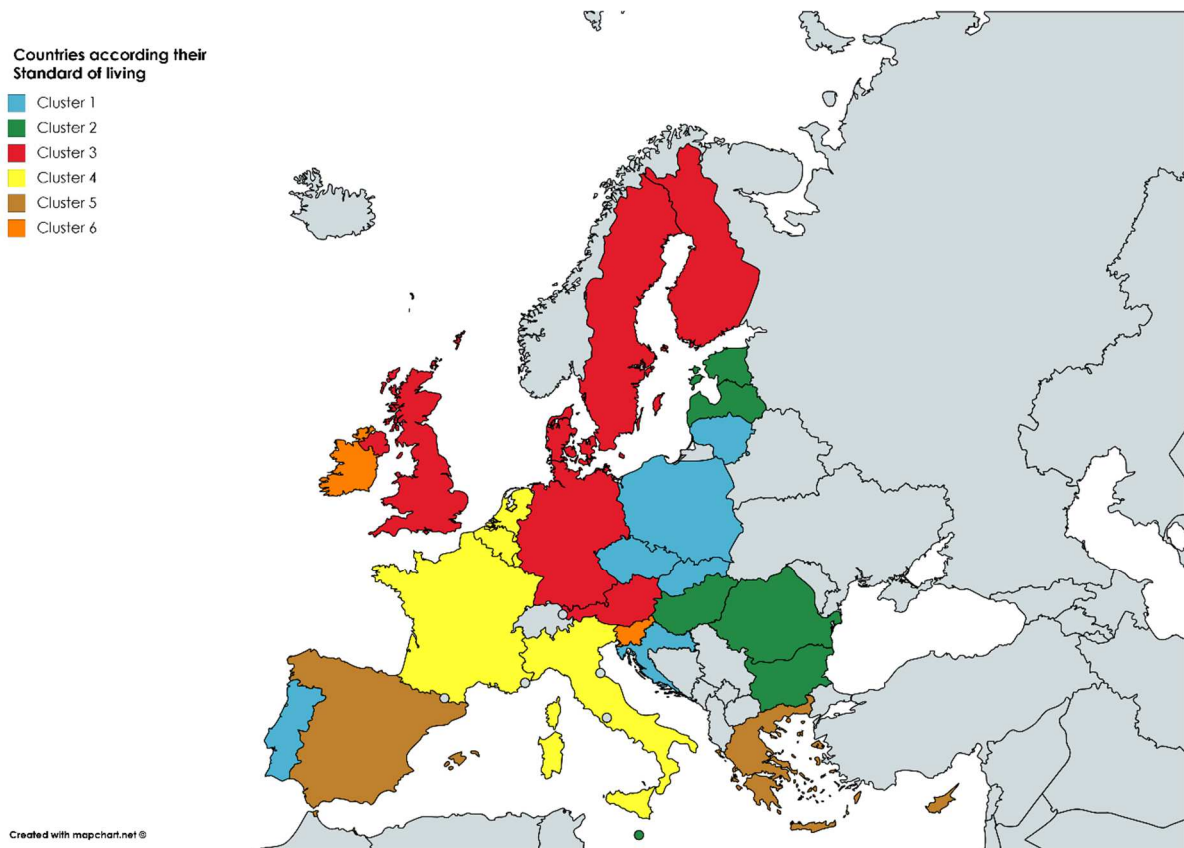 Countries according their
Standard of living
Cluster 1
Cluster 2
Cluster 3
Cluster 4
Cluster 5
Cluster 6
Created with mapchart.net ©